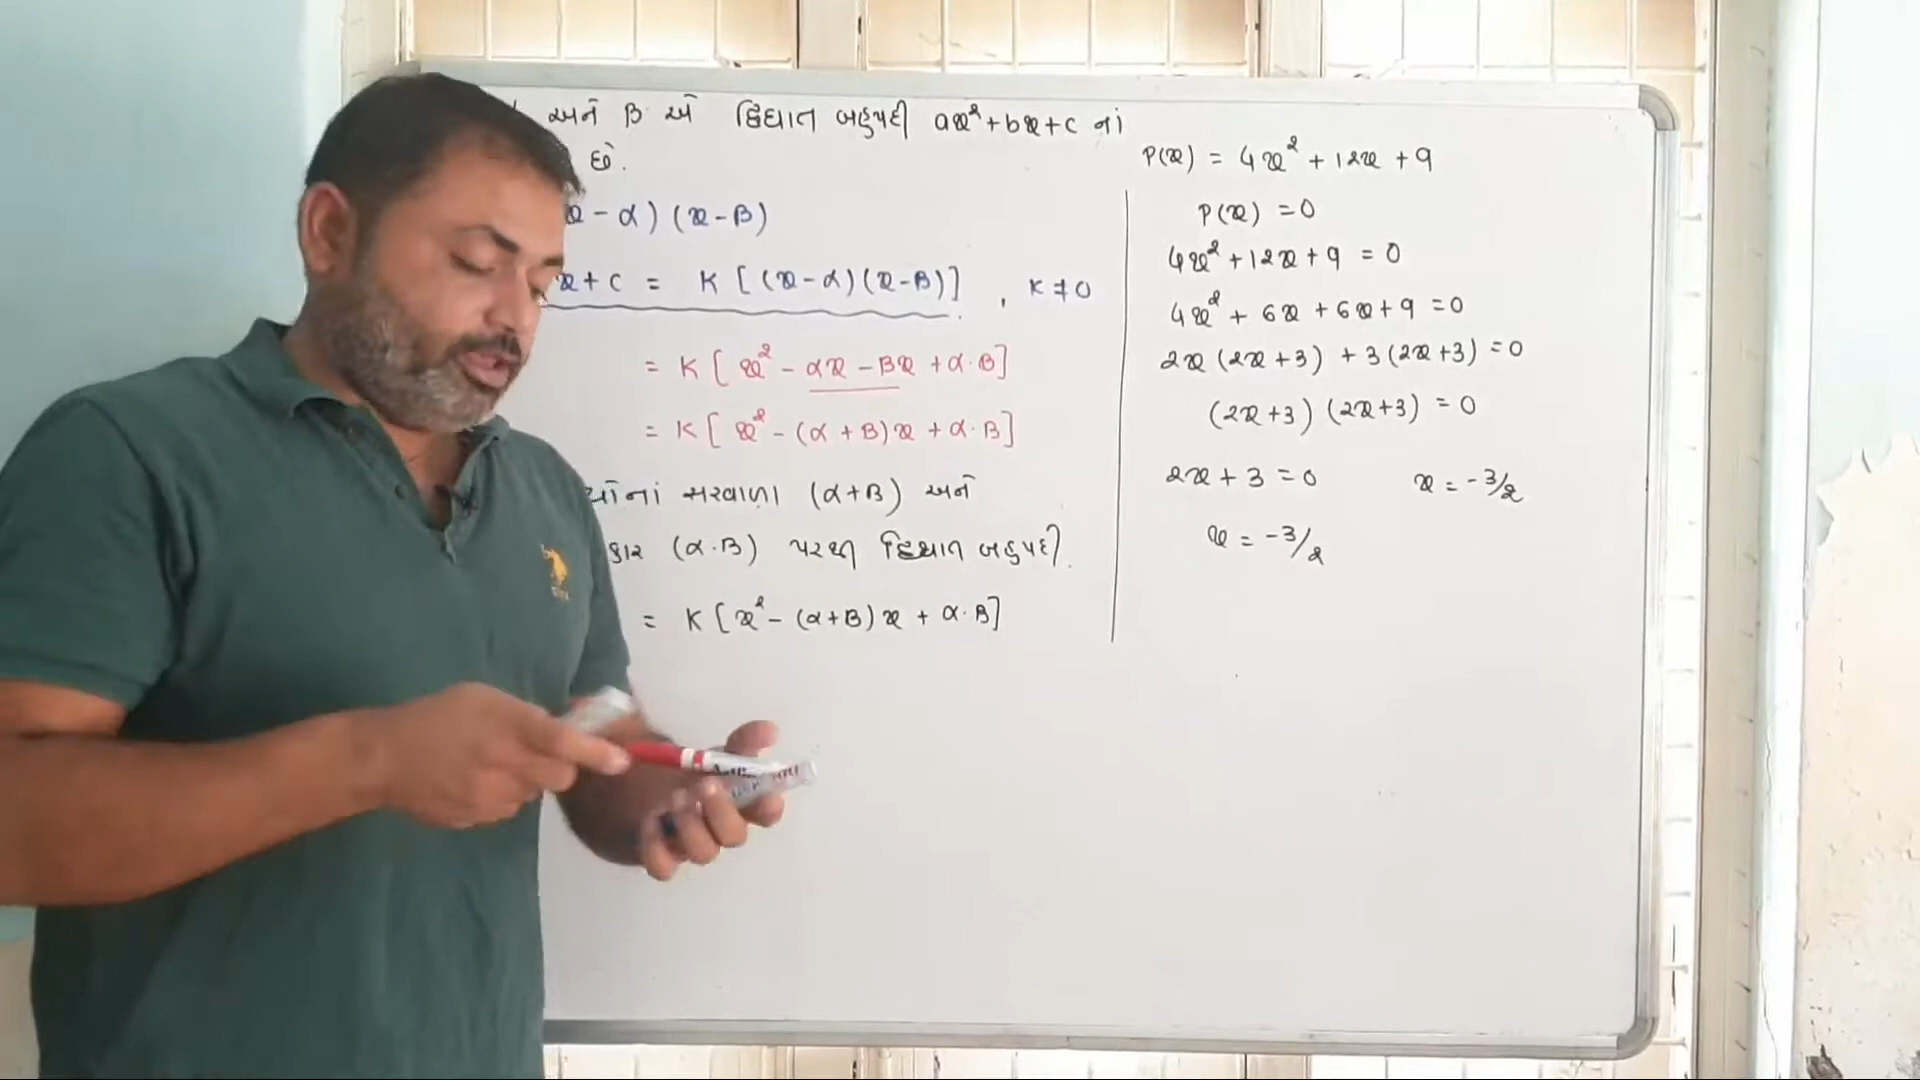 અને β એ દ્વિઘાત બહુપદી ax²+bx+c નાં
છે.
x - α) (x - β)
x + c = K [(x-α)(x-β)] , K ≠ 0
= K [ x² - αx - βx + α·β]
= K [ x² - (α + β)x + α·β]
યોનાં સરવાળા (α+β) અને
કાર (α·β) પરથી દ્વિઘાત બહુપદી.
= K [x² - (α+β)x + α·β]
P(x) = 4x² + 12x + 9
P(x) = 0
4x² + 12x + 9 = 0
4x² + 6x + 6x + 9 = 0
2x (2x + 3) + 3 (2x+3) = 0
(2x+3) (2x+3) = 0
2x + 3 = 0 x = -3/2
x = -3/2